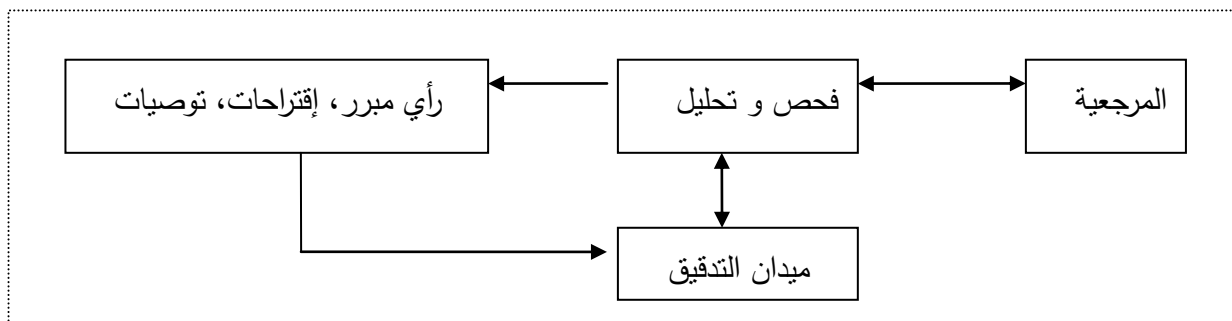 المرجعية
فحص و تحليل
رأي مبرر، إقتراحات، توصيات
ميدان التدقيق